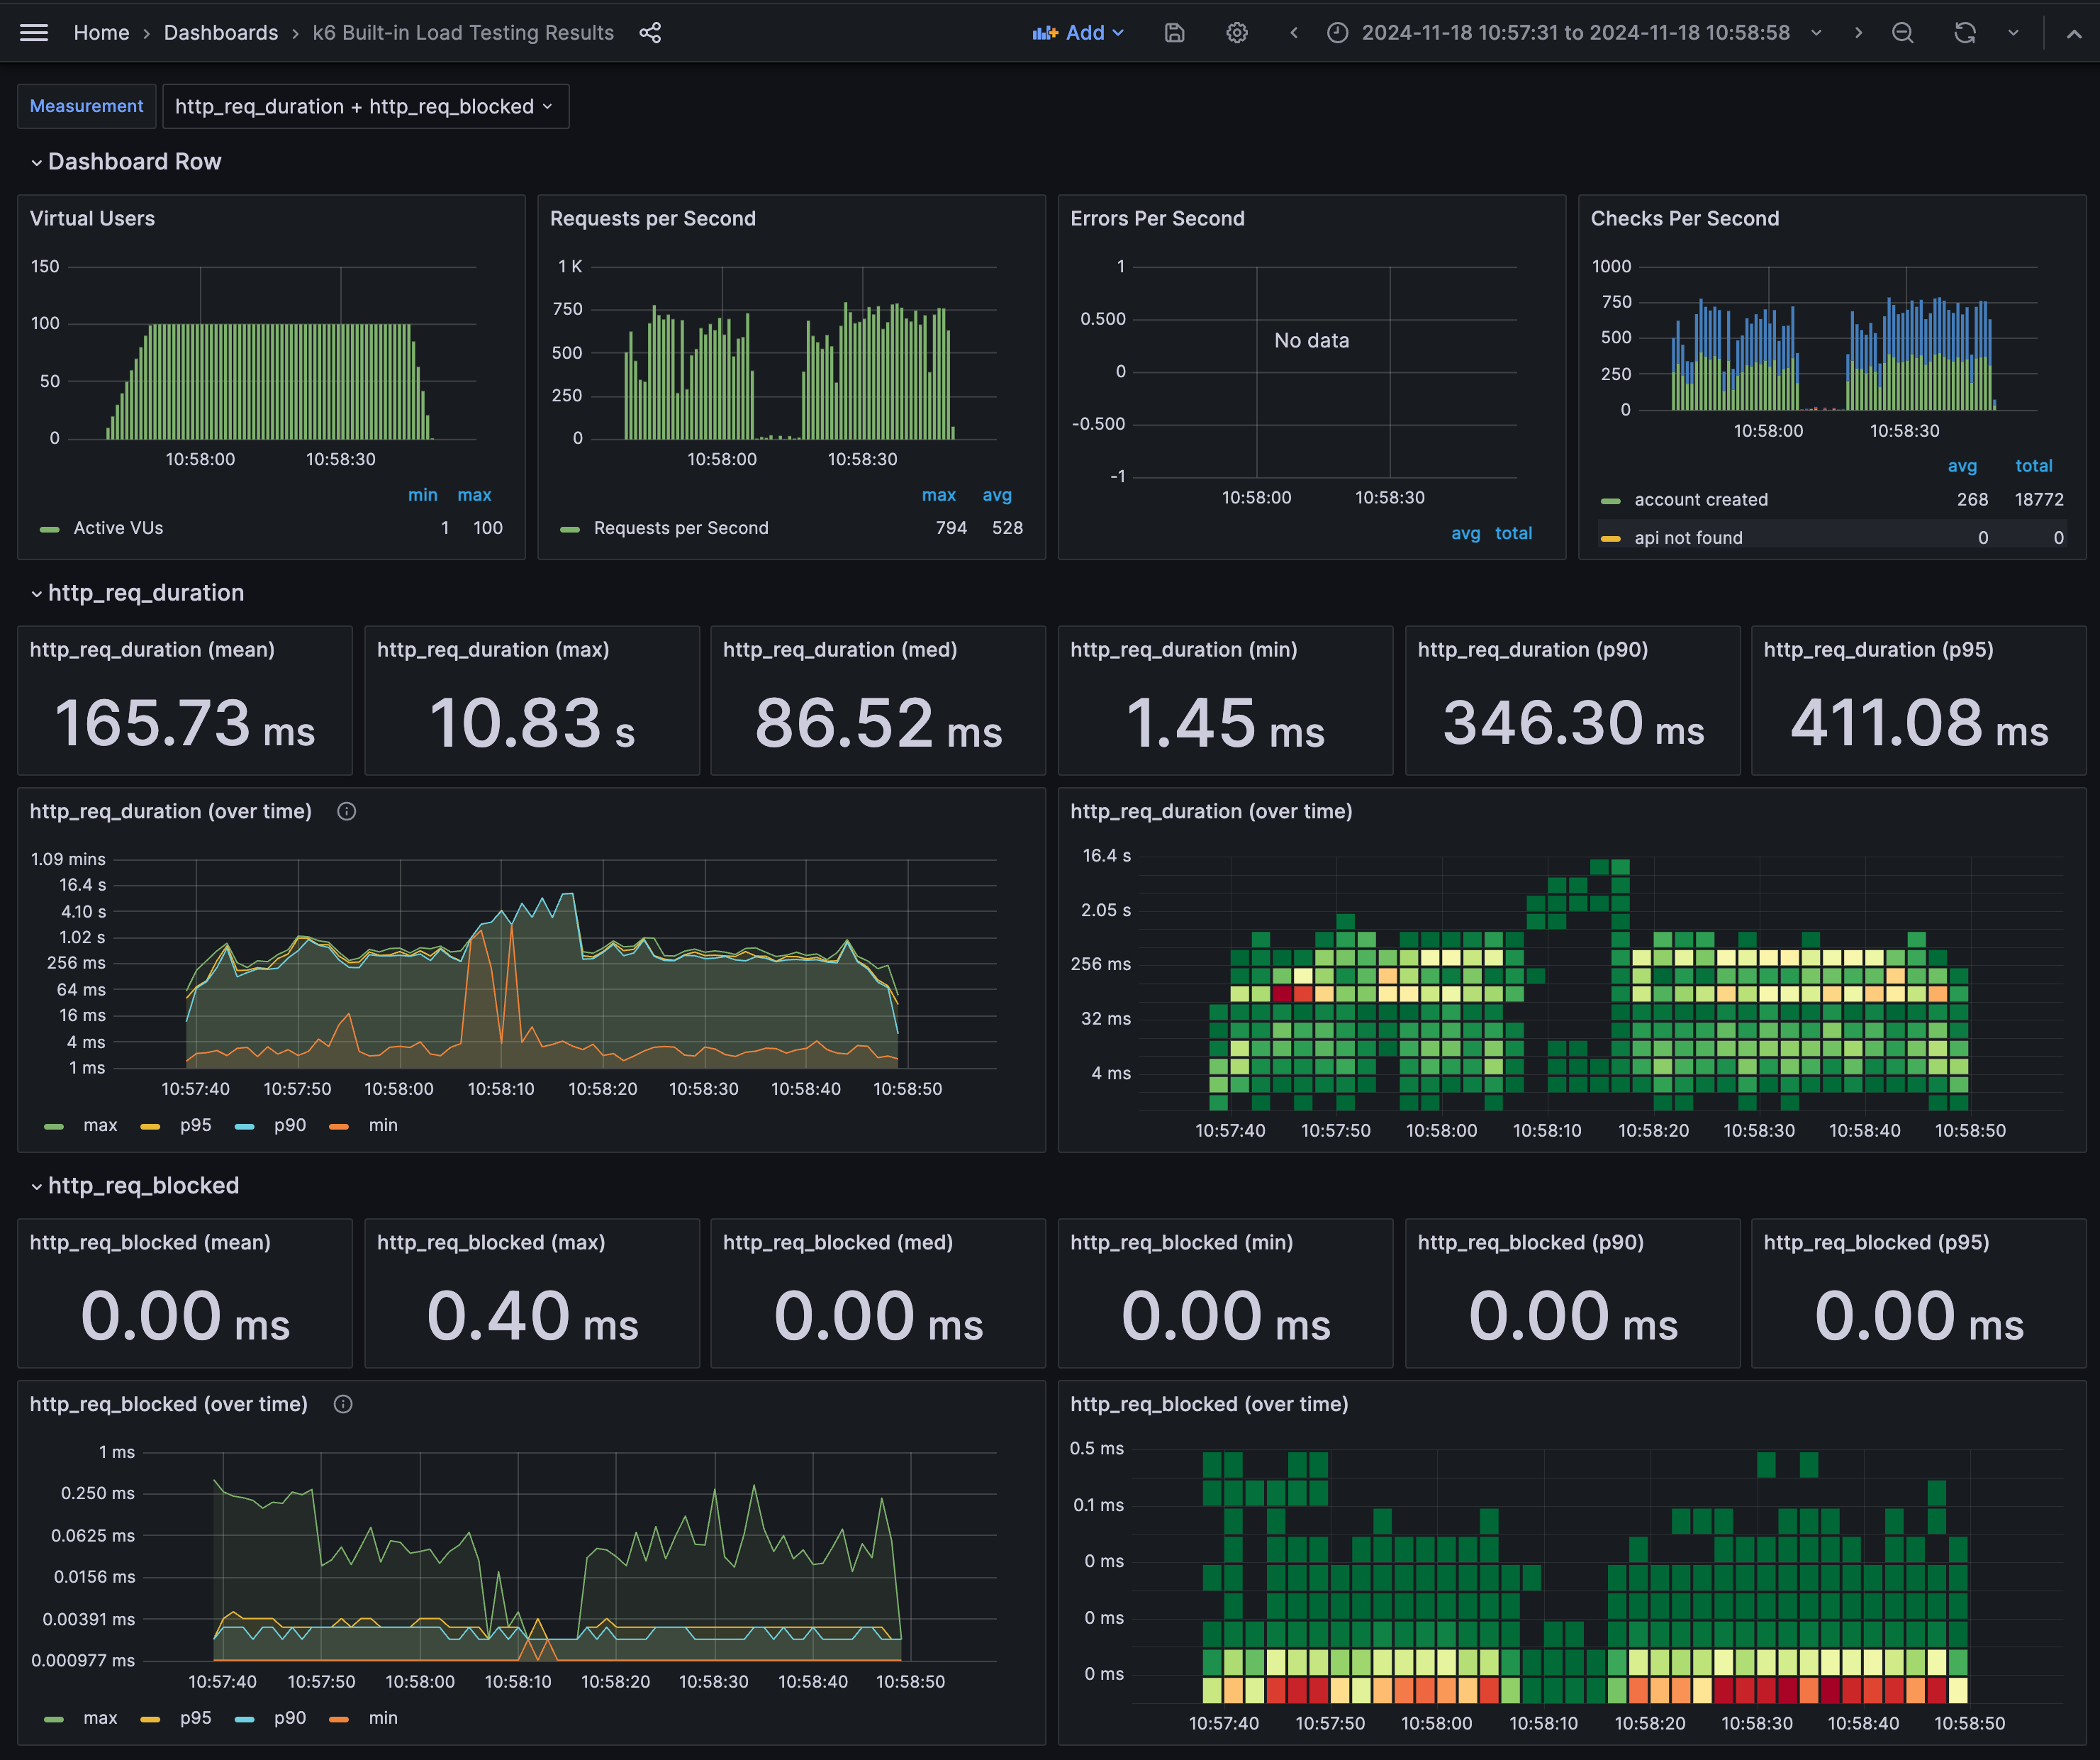 Home › Dashboards › k6 Built-in Load Testing Results
Add
2024-11-18 10:57:31 to 2024-11-18 10:58:58
Measurement http_req_duration + http_req_blocked
Dashboard Row
Virtual Users
150
100
50
0
10:58:00 10:58:30
min max
Active VUs 1 100
Requests per Second
1 K
750
500
250
0
10:58:00 10:58:30
max avg
Requests per Second 794 528
Errors Per Second
1
0.500
0
-0.500
-1
No data
10:58:00 10:58:30
avg total
Checks Per Second
1000
750
500
250
0
10:58:00 10:58:30
avg total
account created 268 18772
api not found 0 0
http_req_duration
http_req_duration (mean)
165.73 ms
http_req_duration (max)
10.83 s
http_req_duration (med)
86.52 ms
http_req_duration (min)
1.45 ms
http_req_duration (p90)
346.30 ms
http_req_duration (p95)
411.08 ms
http_req_duration (over time)
1.09 mins
16.4 s
4.10 s
1.02 s
256 ms
64 ms
16 ms
4 ms
1 ms
10:57:40 10:57:50 10:58:00 10:58:10 10:58:20 10:58:30 10:58:40 10:58:50
max p95 p90 min
http_req_duration (over time)
16.4 s
2.05 s
256 ms
32 ms
4 ms
10:57:40 10:57:50 10:58:00 10:58:10 10:58:20 10:58:30 10:58:40 10:58:50
http_req_blocked
http_req_blocked (mean)
0.00 ms
http_req_blocked (max)
0.40 ms
http_req_blocked (med)
0.00 ms
http_req_blocked (min)
0.00 ms
http_req_blocked (p90)
0.00 ms
http_req_blocked (p95)
0.00 ms
http_req_blocked (over time)
1 ms
0.250 ms
0.0625 ms
0.0156 ms
0.00391 ms
0.000977 ms
10:57:40 10:57:50 10:58:00 10:58:10 10:58:20 10:58:30 10:58:40 10:58:50
max p95 p90 min
http_req_blocked (over time)
0.5 ms
0.1 ms
0 ms
0 ms
0 ms
10:57:40 10:57:50 10:58:00 10:58:10 10:58:20 10:58:30 10:58:40 10:58:50